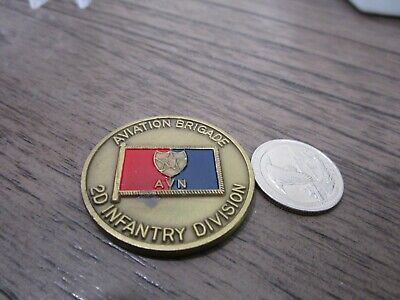 AVIATION BRIGADE
AVN
2D INFANTRY DIVISION